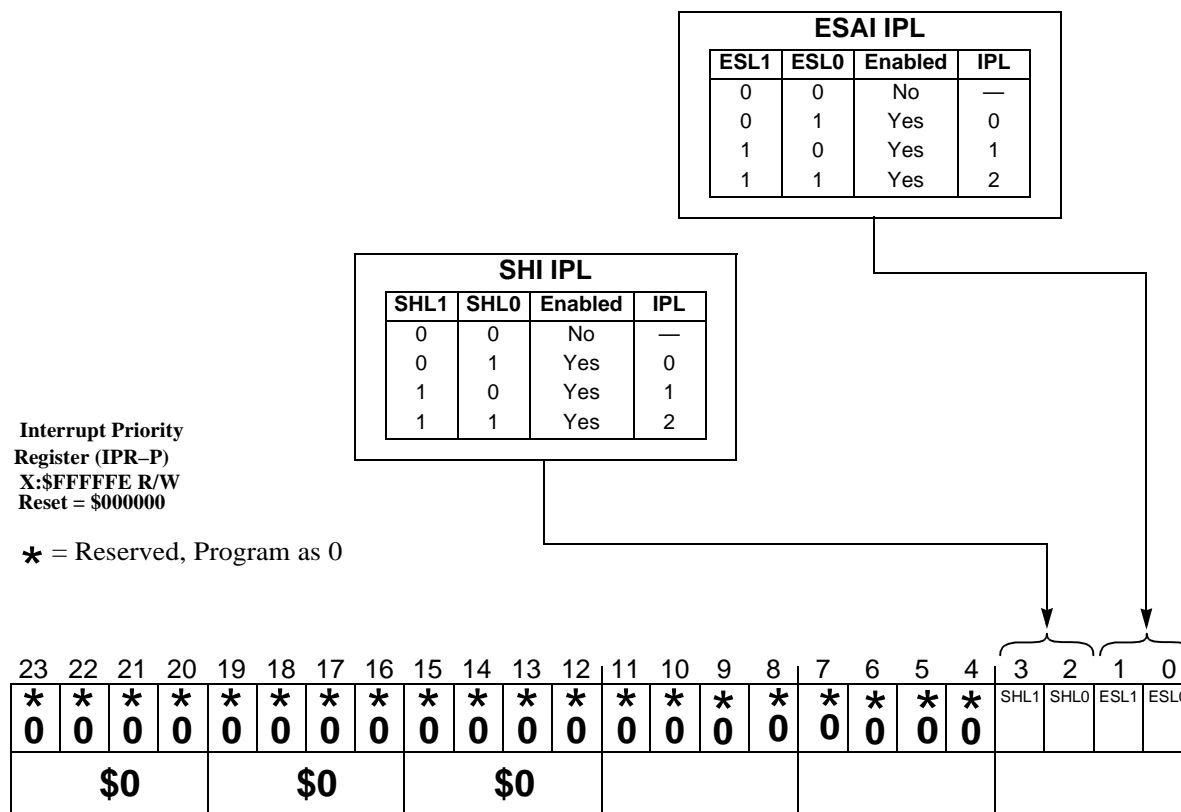 ESAI IPL
ESL1 ESL0 Enabled IPL
0 0 No —
0 1 Yes 0
1 0 Yes 1
1 1 Yes 2
SHI IPL
SHL1 SHL0 Enabled IPL
0 0 No —
0 1 Yes 0
1 0 Yes 1
1 1 Yes 2
Interrupt Priority
Register (IPR–P)
X:$FFFFFE R/W
Reset = $000000
* = Reserved, Program as 0
23 22 21 20 19 18 17 16 15 14 13 12 11 10 9 8 7 6 5 4 3 2 1 0
* * * * * * * * * * * * * * * * * * * * SHL1 SHL0 ESL1 ESL0
0 0 0 0 0 0 0 0 0 0 0 0 0 0 0 0 0 0 0 0
$0 $0 $0